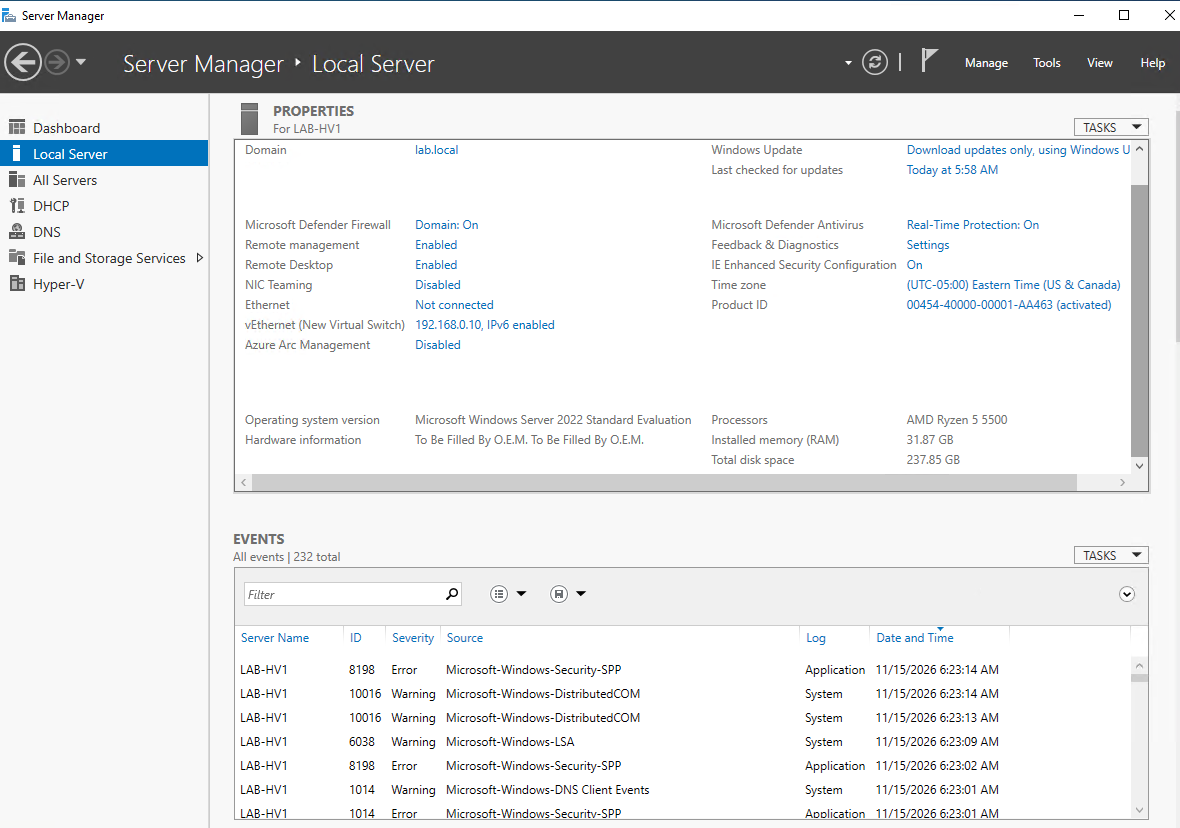 Server Manager
Server Manager ‣ Local Server
Manage Tools View Help
Dashboard
Local Server
All Servers
DHCP
DNS
File and Storage Services
Hyper-V
PROPERTIES
For LAB-HV1
TASKS
Domain lab.local Windows Update Download updates only, using Windows U
Last checked for updates Today at 5:58 AM
Microsoft Defender Firewall Domain: On Microsoft Defender Antivirus Real-Time Protection: On
Remote management Enabled Feedback & Diagnostics Settings
Remote Desktop Enabled IE Enhanced Security Configuration On
NIC Teaming Disabled Time zone (UTC-05:00) Eastern Time (US & Canada)
Ethernet Not connected Product ID 00454-40000-00001-AA463 (activated)
vEthernet (New Virtual Switch) 192.168.0.10, IPv6 enabled
Azure Arc Management Disabled
Operating system version Microsoft Windows Server 2022 Standard Evaluation Processors AMD Ryzen 5 5500
Hardware information To Be Filled By O.E.M. To Be Filled By O.E.M. Installed memory (RAM) 31.87 GB
Total disk space 237.85 GB
EVENTS
All events | 232 total
TASKS
Filter
Server Name ID Severity Source Log Date and Time
LAB-HV1 8198 Error Microsoft-Windows-Security-SPP Application 11/15/2026 6:23:14 AM
LAB-HV1 10016 Warning Microsoft-Windows-DistributedCOM System 11/15/2026 6:23:14 AM
LAB-HV1 10016 Warning Microsoft-Windows-DistributedCOM System 11/15/2026 6:23:13 AM
LAB-HV1 6038 Warning Microsoft-Windows-LSA System 11/15/2026 6:23:09 AM
LAB-HV1 8198 Error Microsoft-Windows-Security-SPP Application 11/15/2026 6:23:02 AM
LAB-HV1 1014 Warning Microsoft-Windows-DNS Client Events System 11/15/2026 6:23:01 AM
LAB-HV1 1014 Error Microsoft-Windows-Security-SPP Application 11/15/2026 6:23:01 AM